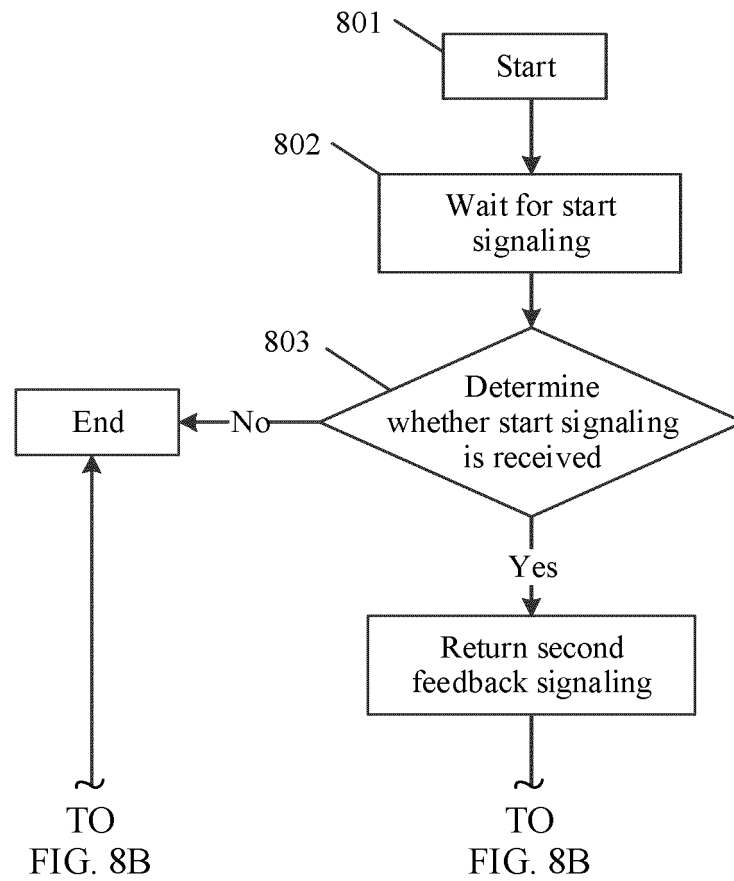 801
Start
802
Wait for start
signaling
803
Determine
whether start signaling
is received
End
No
Yes
Return second
feedback signaling
TO
FIG. 8B
TO
FIG. 8B